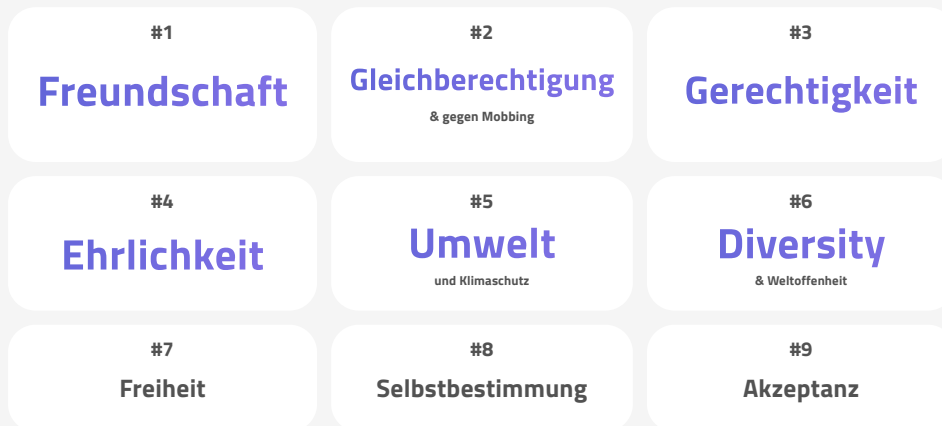 #1
Freundschaft
#2
Gleichberechtigung
& gegen Mobbing
#3
Gerechtigkeit
#4
Ehrlichkeit
#5
Umwelt
und Klimaschutz
#6
Diversity
& Weltoffenheit
#7
Freiheit
#8
Selbstbestimmung
#9
Akzeptanz